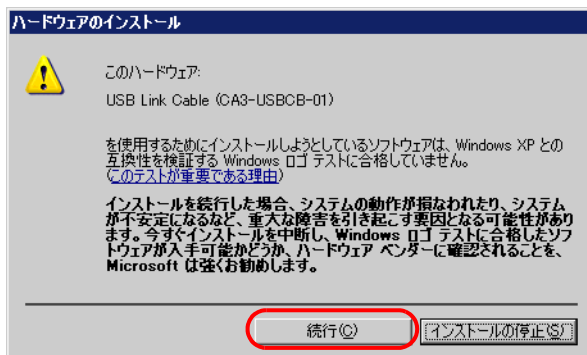 ハードウェアのインストール
このハードウェア:
USB Link Cable (CA3-USBCB-01)
を使用するためにインストールしようとしているソフトウェアは、Windows XP との
互換性を検証する Windows ロゴ テストに合格していません。
(このテストが重要である理由)
インストールを続行した場合、システムの動作が損なわれたり、システム
が不安定になるなど、重大な障害を引き起こす要因となる可能性があり
ます。今すぐインストールを中断し、Windows ロゴ テストに合格したソフ
トウェアが入手可能かどうか、ハードウェア ベンダーに確認されることを、
Microsoft は強くお勧めします。
続行(C)
インストールの停止(S)